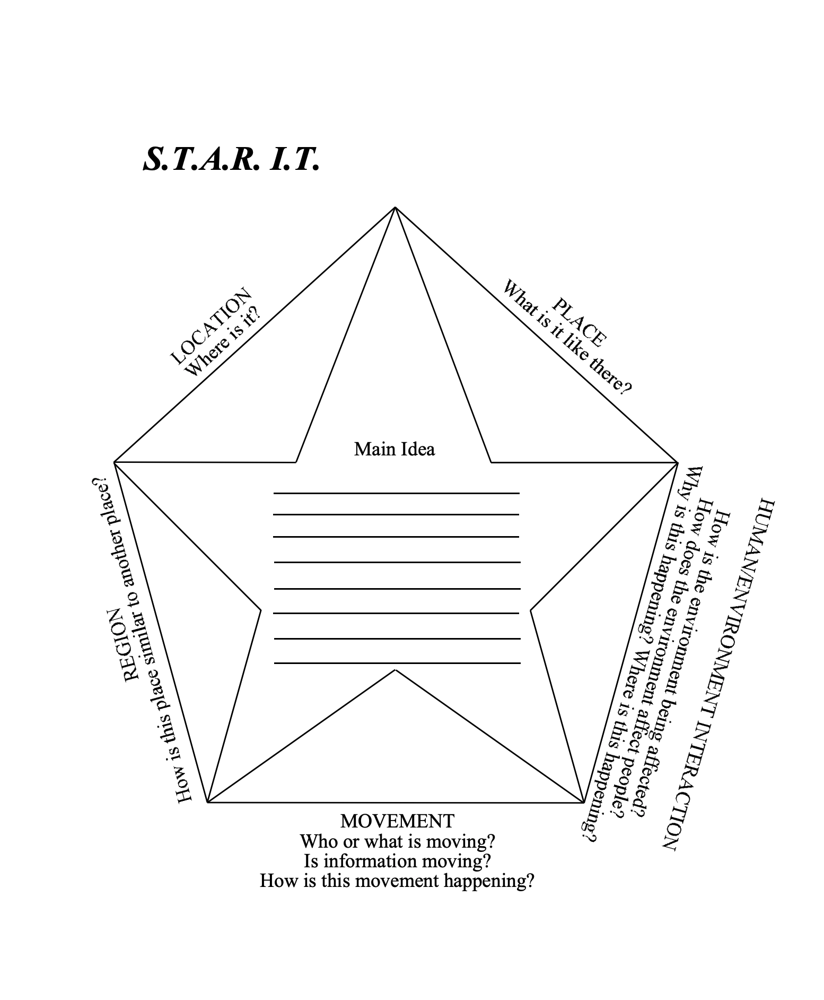 S.T.A.R. I.T.
LOCATION
Where is it?
PLACE
What is it like there?
Main Idea
HUMAN/ENVIRONMENT INTERACTION
How is the environment being affected?
How does the environment affect people?
Why is this happening? Where is this happening?
REGION
How is this place similar to another place?
MOVEMENT
Who or what is moving?
Is information moving?
How is this movement happening?